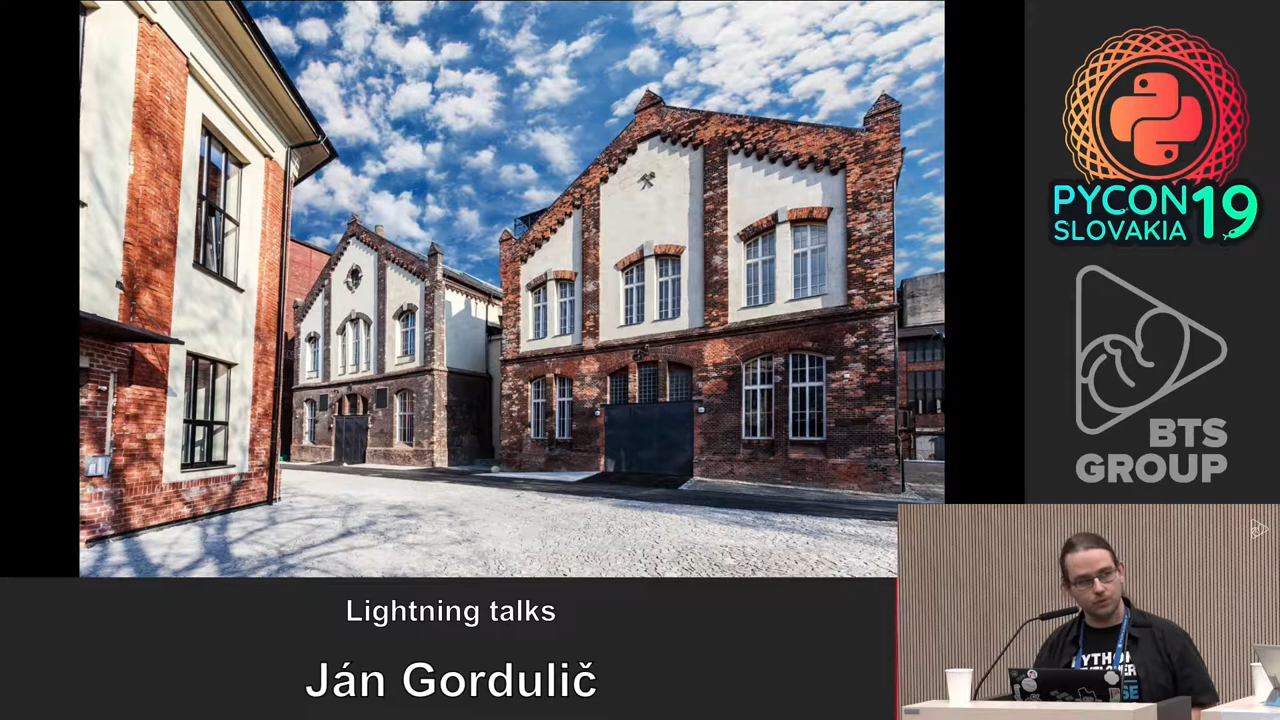 PYCON
SLOVAKIA
19
BTS
GROUP
Lightning talks
Ján Gordulič